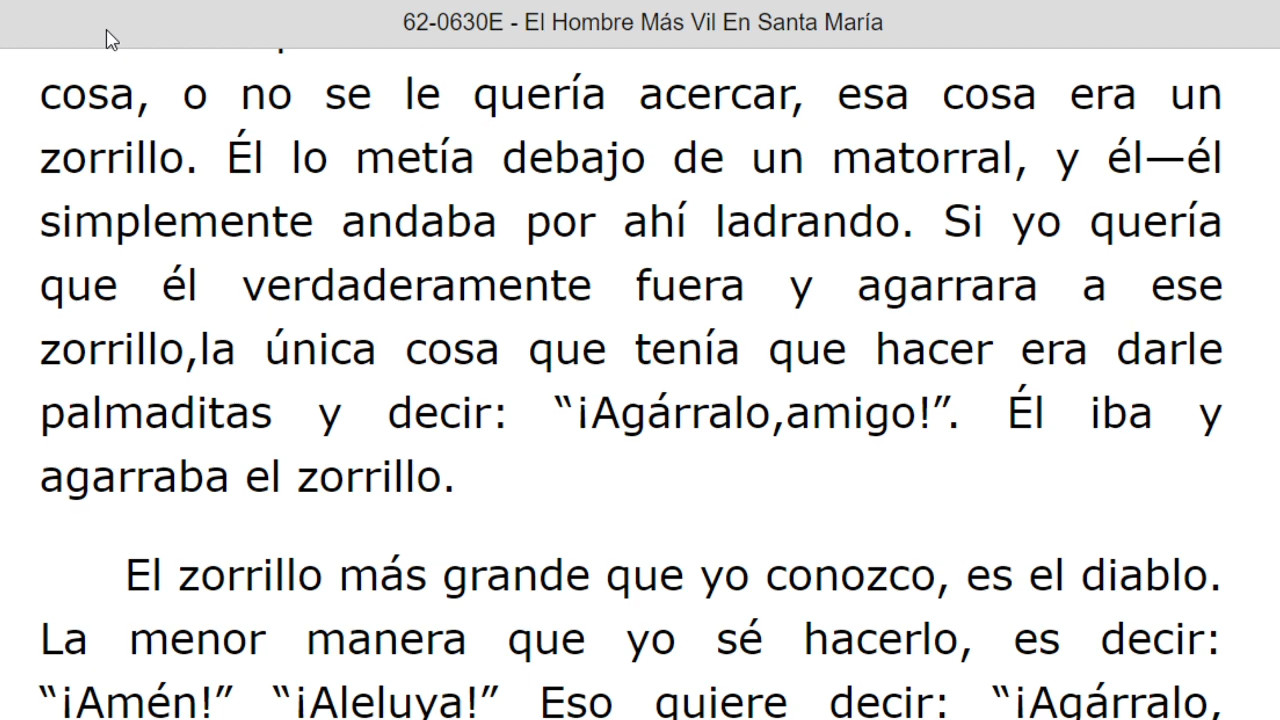 62-0630E - El Hombre Más Vil En Santa María
cosa, o no se le quería acercar, esa cosa era un
zorrillo. Él lo metía debajo de un matorral, y él—él
simplemente andaba por ahí ladrando. Si yo quería
que él verdaderamente fuera y agarrara a ese
zorrillo,la única cosa que tenía que hacer era darle
palmaditas y decir: “¡Agárralo,amigo!”. Él iba y
agarraba el zorrillo.
El zorrillo más grande que yo conozco, es el diablo.
La menor manera que yo sé hacerlo, es decir:
“¡Amén!” “¡Aleluya!” Eso quiere decir: “¡Agárralo,